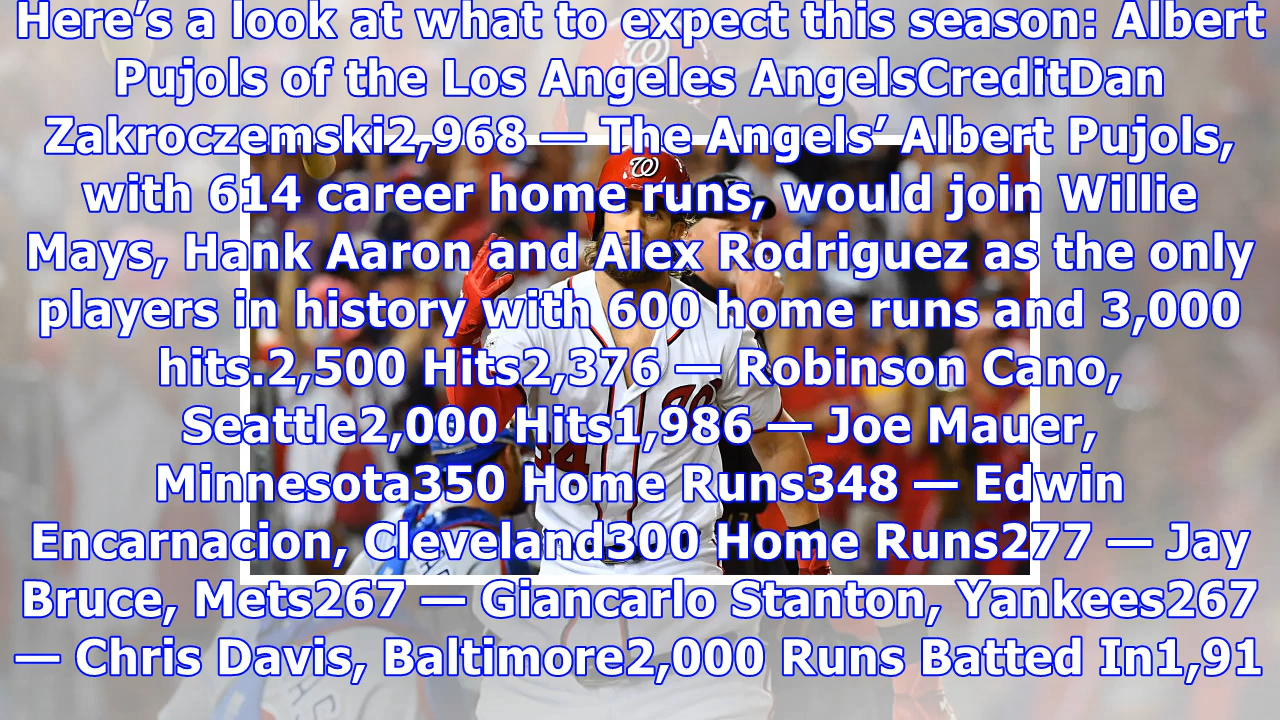 Here’s a look at what to expect this season: Albert
Pujols of the Los Angeles AngelsCreditDan
Zakroczemski2,968 — The Angels’ Albert Pujols,
with 614 career home runs, would join Willie
Mays, Hank Aaron and Alex Rodriguez as the only
players in history with 600 home runs and 3,000
hits.2,500 Hits2,376 — Robinson Cano,
Seattle2,000 Hits1,986 — Joe Mauer,
Minnesota350 Home Runs348 — Edwin
Encarnacion, Cleveland300 Home Runs277 — Jay
Bruce, Mets267 — Giancarlo Stanton, Yankees267
— Chris Davis, Baltimore2,000 Runs Batted In1,91
W
34